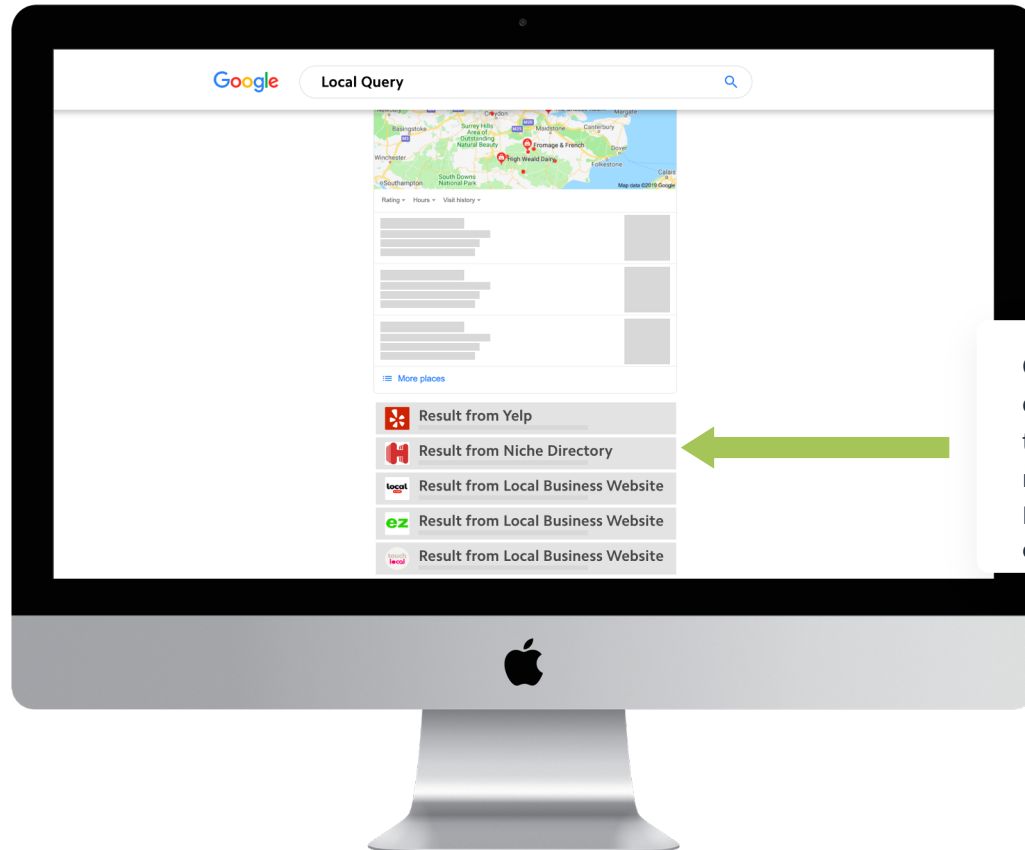 Google Local Query
Croydon
Margate
Basingstoke
Surrey Hills
Area of
Outstanding
Natural Beauty
Maidstone
Canterbury
Fromage & French
Dover
Winchester
High Weald Dairy
Folkestone
Calais
South Downs
National Park
Southampton
Map data ©2019 Google
Rating Hours Visit history
More places
Result from Yelp
Result from Niche Directory
local
Result from Local Business Website
ez
Result from Local Business Website
touch
local
Result from Local Business Website